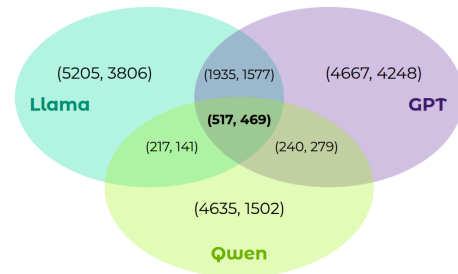 (5205, 3806)
(1935, 1577)
(4667, 4248)
Llama
GPT
(517, 469)
(217, 141)
(240, 279)
(4635, 1502)
Qwen